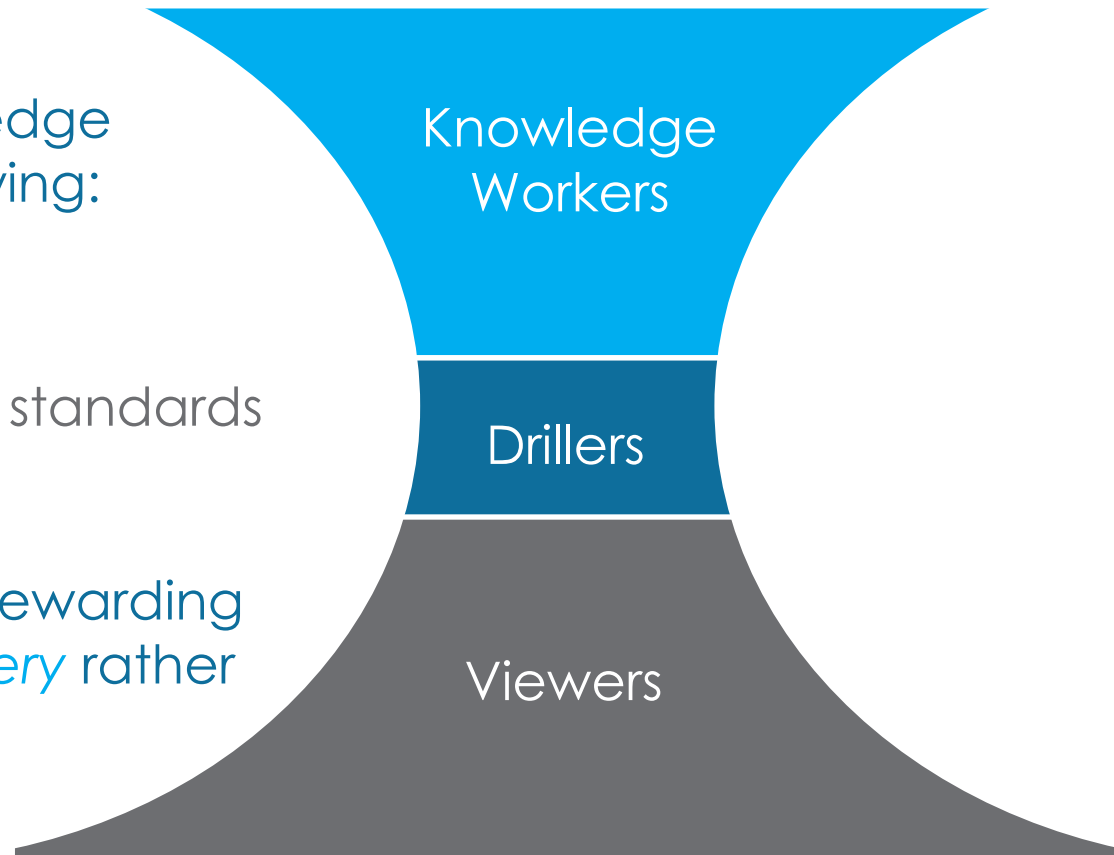 edge
ving:
standards
ewarding
ery rather
Knowledge
Workers
Drillers
Viewers